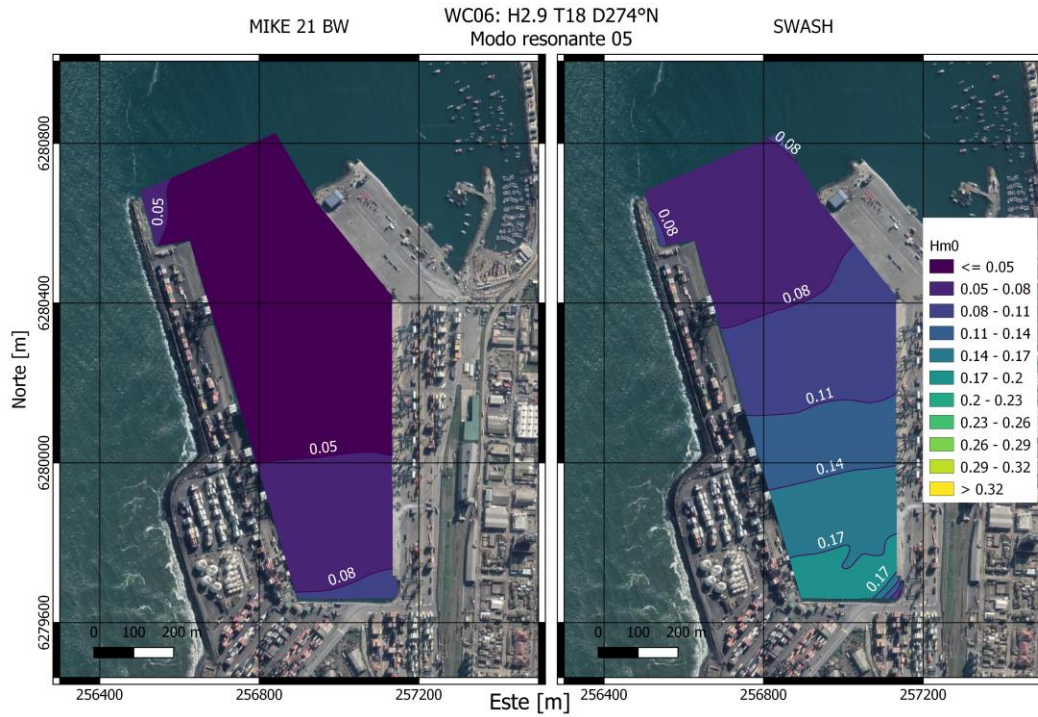 WC06: H2.9 T18 D274°N
Modo resonante 05
MIKE 21 BW
SWASH
Norte [m]
6280800
6280400
6280000
6279600
0.05
0.05
0.08
0 100 200 m
256400 256800 257200
0.08
0.08
0.08
0.11
0.14
0.17
0.17
0 100 200 m
256400 256800 257200
Este [m]
Hm0
<= 0.05
0.05 - 0.08
0.08 - 0.11
0.11 - 0.14
0.14 - 0.17
0.17 - 0.2
0.2 - 0.23
0.23 - 0.26
0.26 - 0.29
0.29 - 0.32
> 0.32